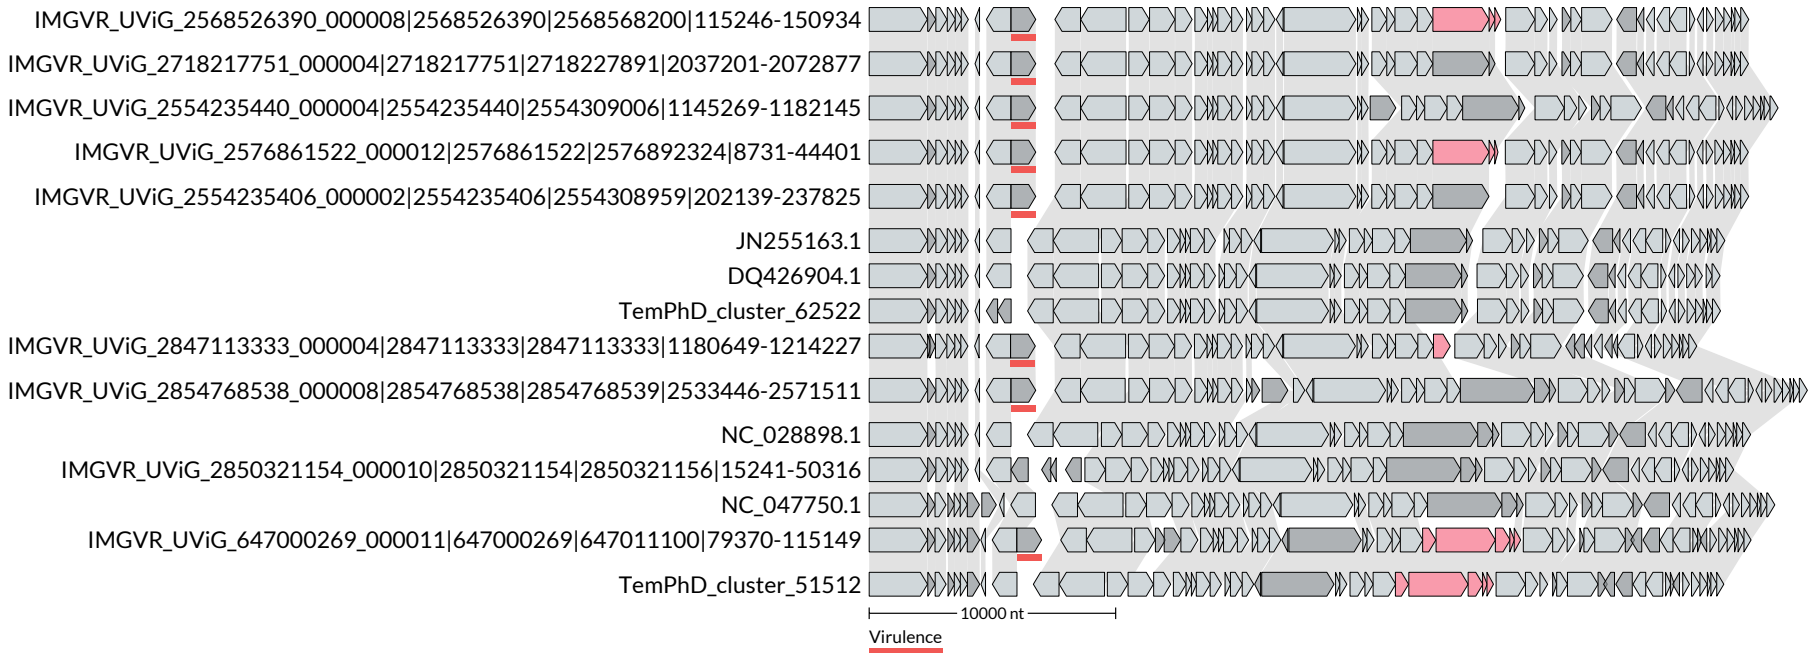 IMGVR_UViG_2568526390_000008|2568526390|2568568200|115246-150934
IMGVR_UViG_2718217751_000004|2718217751|2718227891|2037201-2072877
IMGVR_UViG_2554235440_000004|2554235440|2554309006|1145269-1182145
IMGVR_UViG_2576861522_000012|2576861522|2576892324|8731-44401
IMGVR_UViG_2554235406_000002|2554235406|2554308959|202139-237825
JN255163.1
DQ426904.1
TemPhD_cluster_62522
IMGVR_UViG_2847113333_000004|2847113333|2847113333|1180649-1214227
IMGVR_UViG_2854768538_000008|2854768538|2854768539|2533446-2571511
NC_028898.1
IMGVR_UViG_2850321154_000010|2850321154|2850321156|15241-50316
NC_047750.1
IMGVR_UViG_647000269_000011|647000269|647011100|79370-115149
TemPhD_cluster_51512
10000 nt
Virulence